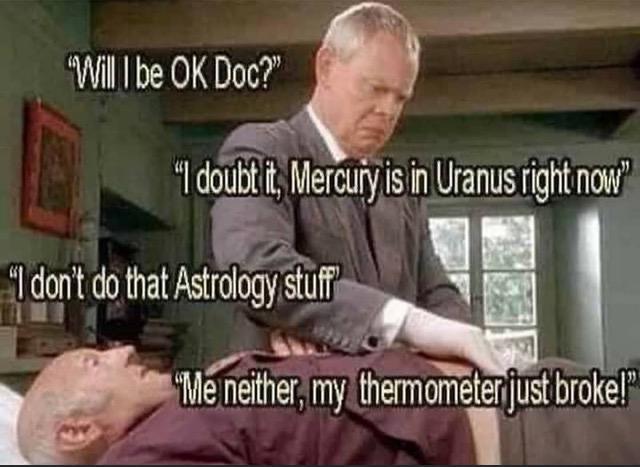 "Will I be OK Doc?"
"I doubt it, Mercury is in Uranus right now"
"I don't do that Astrology stuff"
"Me neither, my thermometer just broke!"